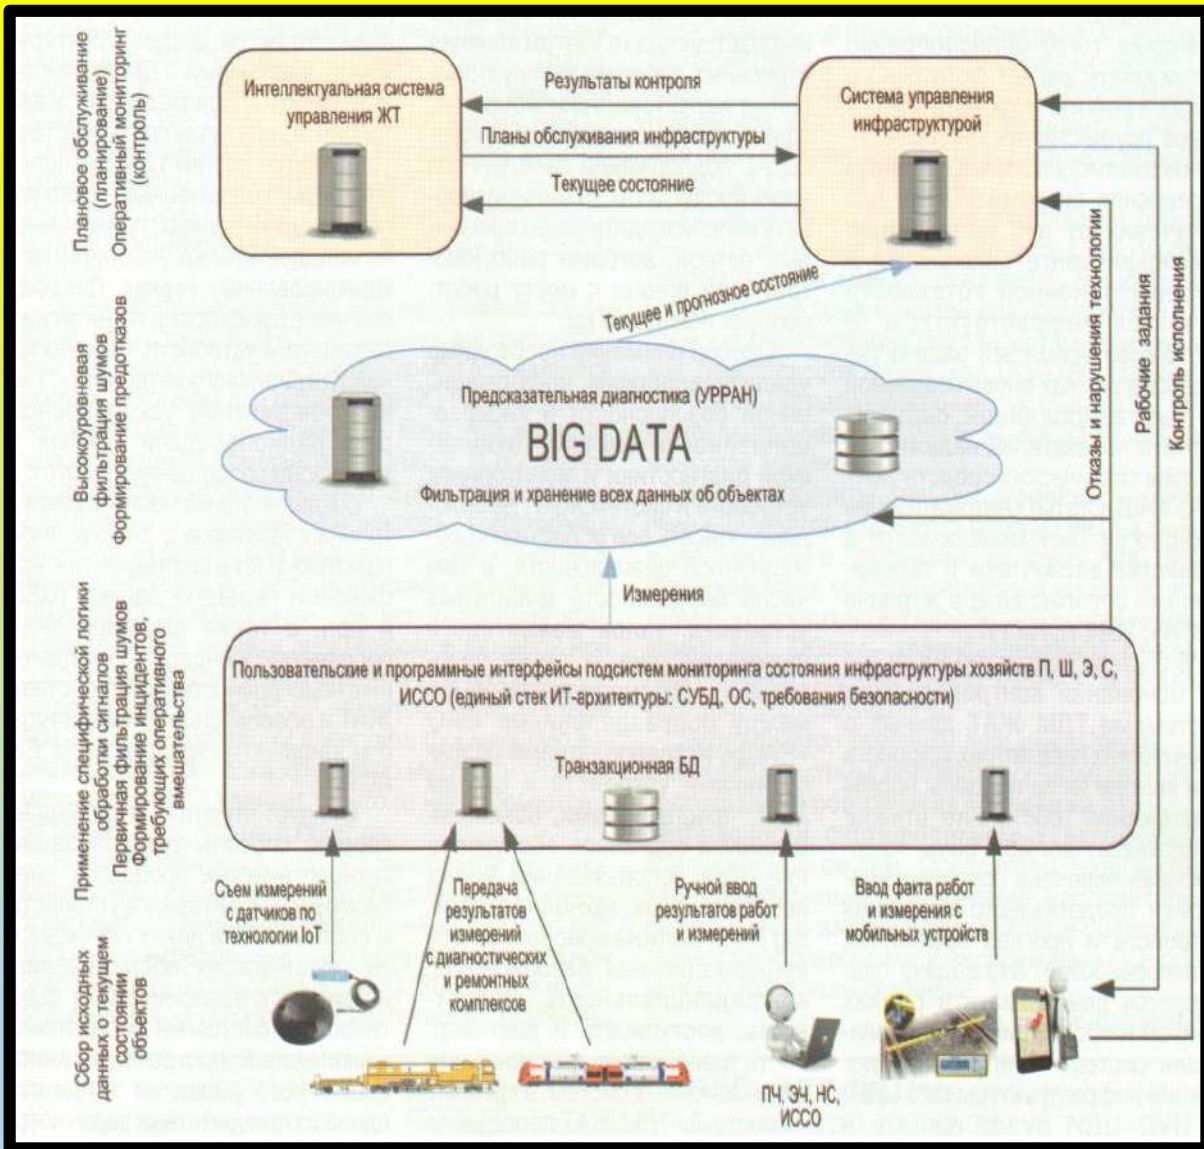 Плановое обслуживание
(планирование)
Оперативный мониторинг
(контроль)
Интеллектуальная система
управления ЖТ
Результаты контроля
Планы обслуживания инфраструктуры
Текущее состояние
Система управления
инфраструктурой
Текущее и прогнозное состояние
Высокоуровневая
фильтрация шумов
Формирование предотказов
Предсказательная диагностика (УРРАН)
BIG DATA
Фильтрация и хранение всех данных об объектах
Отказы и нарушения технологии
Рабочие задания
Контроль исполнения
Измерения
Применение специфической логики
обработки сигналов
Первичная фильтрация шумов
Формирование инцидентов,
требующих оперативного
вмешательства
Пользовательские и программные интерфейсы подсистем мониторинга состояния инфраструктуры хозяйств П, Ш, Э, С,
ИССО (единый стек ИТ-архитектуры: СУБД, ОС, требования безопасности)
Транзакционная БД
Сбор исходных
данных о текущем
состоянии
объектов
Съем измерений
с датчиков по
технологии IoT
Передача
результатов
измерений
с диагностических
и ремонтных
комплексов
Ручной ввод
результатов работ
и измерений
Ввод факта работ
и измерения с
мобильных устройств
ПЧ, ЭЧ, НС,
ИССО